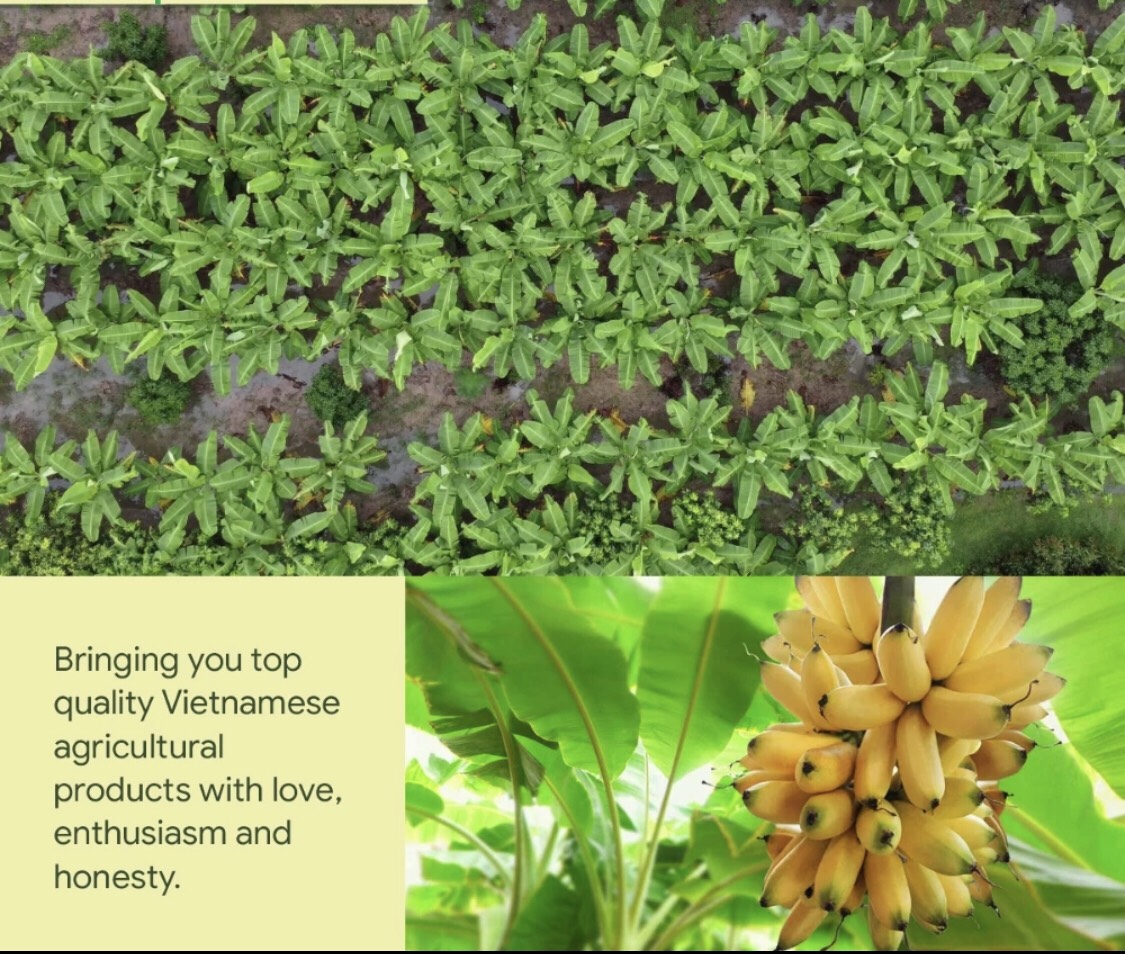 Bringing you top
quality Vietnamese
agricultural
products with love,
enthusiasm and
honesty.